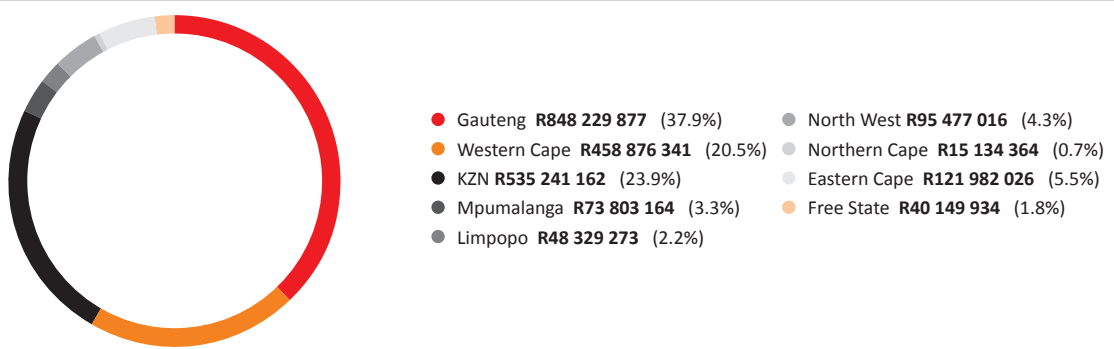 Gauteng R848 229 877 (37.9%)
Western Cape R458 876 341 (20.5%)
KZN R535 241 162 (23.9%)
Mpumalanga R73 803 164 (3.3%)
Limpopo R48 329 273 (2.2%)
North West R95 477 016 (4.3%)
Northern Cape R15 134 364 (0.7%)
Eastern Cape R121 982 026 (5.5%)
Free State R40 149 934 (1.8%)